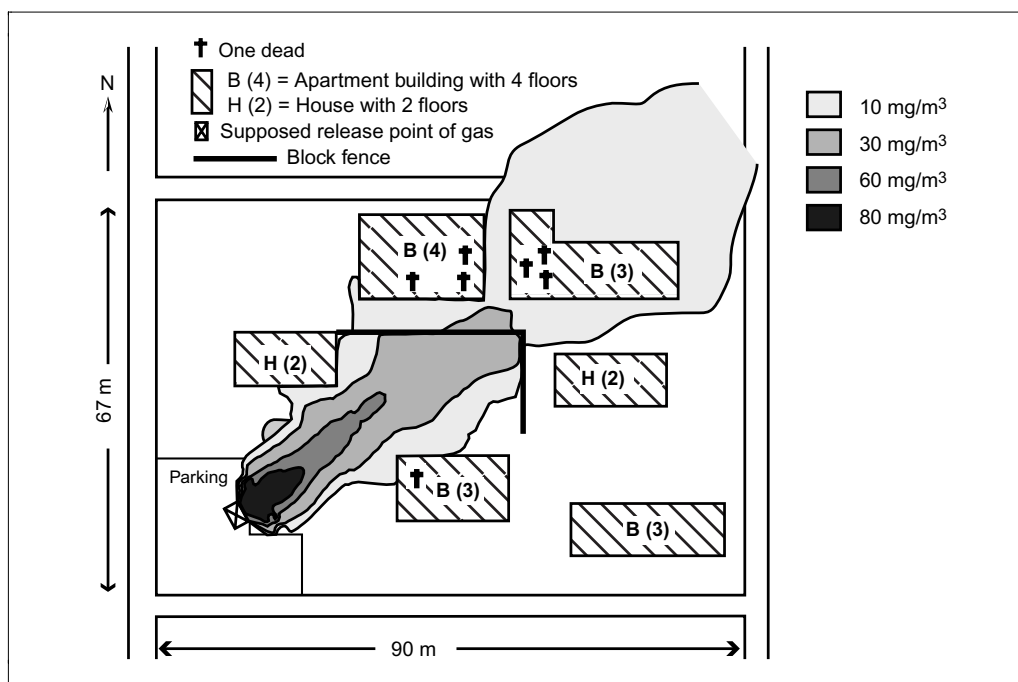 One dead
B (4) = Apartment building with 4 floors
H (2) = House with 2 floors
Supposed release point of gas
Block fence
N
10 mg/m³
30 mg/m³
60 mg/m³
80 mg/m³
B (4)
B (3)
H (2)
H (2)
67 m
Parking
B (3)
B (3)
90 m